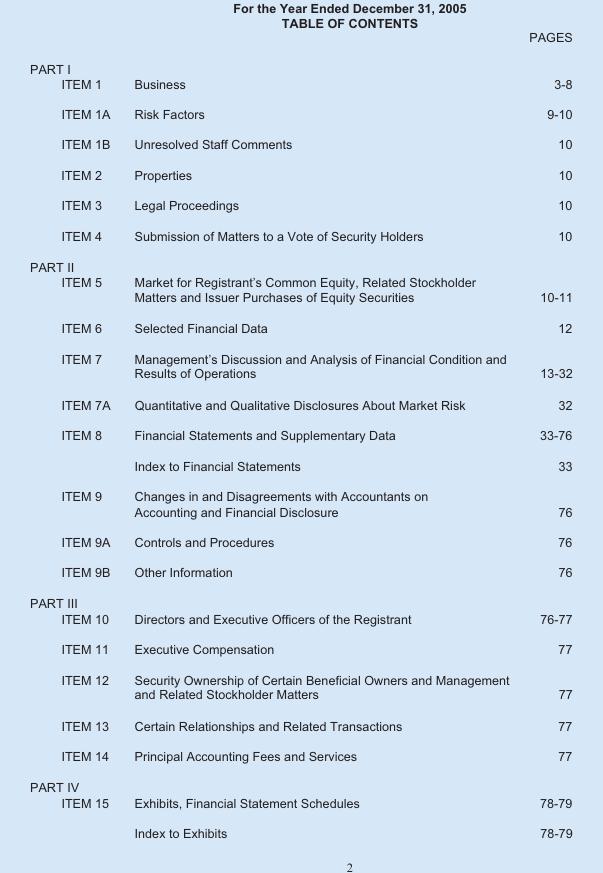 For the Year Ended December 31, 2005
TABLE OF CONTENTS
PAGES
PART I
ITEM 1 Business 3-8
ITEM 1A Risk Factors 9-10
ITEM 1B Unresolved Staff Comments 10
ITEM 2 Properties 10
ITEM 3 Legal Proceedings 10
ITEM 4 Submission of Matters to a Vote of Security Holders 10
PART II
ITEM 5 Market for Registrant's Common Equity, Related Stockholder
Matters and Issuer Purchases of Equity Securities 10-11
ITEM 6 Selected Financial Data 12
ITEM 7 Management's Discussion and Analysis of Financial Condition and
Results of Operations 13-32
ITEM 7A Quantitative and Qualitative Disclosures About Market Risk 32
ITEM 8 Financial Statements and Supplementary Data 33-76
Index to Financial Statements 33
ITEM 9 Changes in and Disagreements with Accountants on
Accounting and Financial Disclosure 76
ITEM 9A Controls and Procedures 76
ITEM 9B Other Information 76
PART III
ITEM 10 Directors and Executive Officers of the Registrant 76-77
ITEM 11 Executive Compensation 77
ITEM 12 Security Ownership of Certain Beneficial Owners and Management
and Related Stockholder Matters 77
ITEM 13 Certain Relationships and Related Transactions 77
ITEM 14 Principal Accounting Fees and Services 77
PART IV
ITEM 15 Exhibits, Financial Statement Schedules 78-79
Index to Exhibits 78-79
2